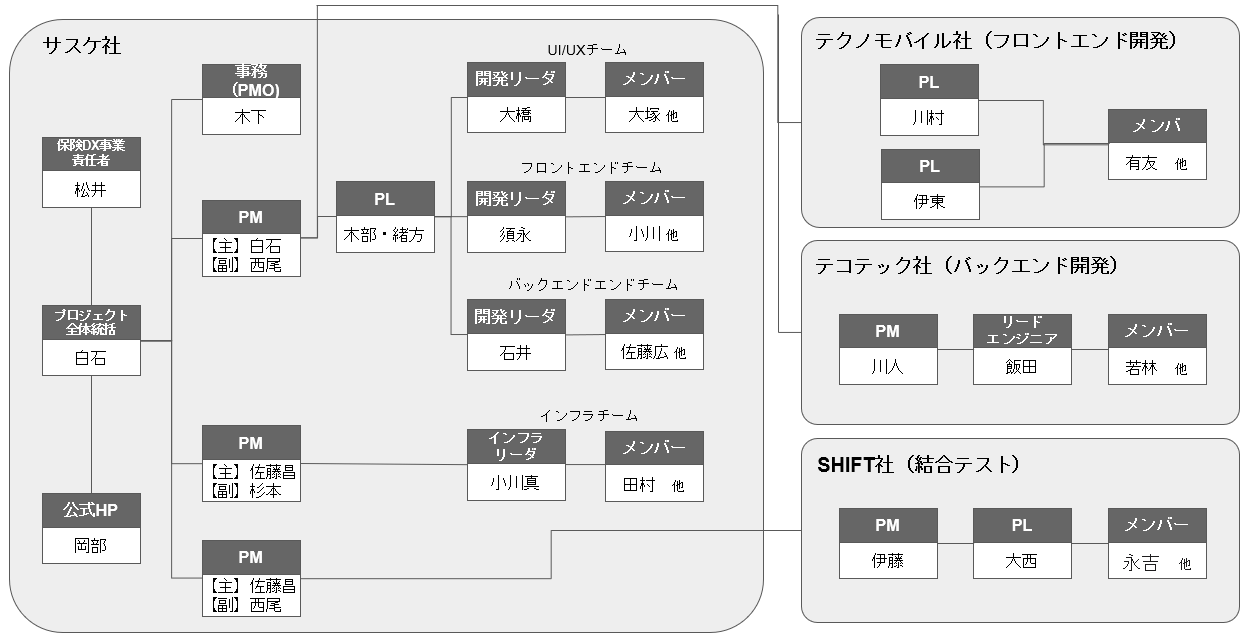 サスケ社
保険DX事業
責任者
松井
プロジェクト
全体統括
白石
公式HP
岡部
事務
(PMO)
木下
PM
【主】白石
【副】西尾
PL
木部・緒方
UI/UXチーム
開発リーダ
大橋
メンバー
大塚 他
フロントエンドチーム
開発リーダ
須永
メンバー
小川 他
バックエンドエンドチーム
開発リーダ
石井
メンバー
佐藤広 他
PM
【主】佐藤昌
【副】杉本
インフラチーム
インフラ
リーダ
小川真
メンバー
田村 他
PM
【主】佐藤昌
【副】西尾
テクノモバイル社（フロントエンド開発）
PL
川村
PL
伊東
メンバ
有友 他
テコテック社（バックエンド開発）
PM
川人
リード
エンジニア
飯田
メンバー
若林 他
SHIFT社（結合テスト）
PM
伊藤
PL
大西
メンバー
永吉 他